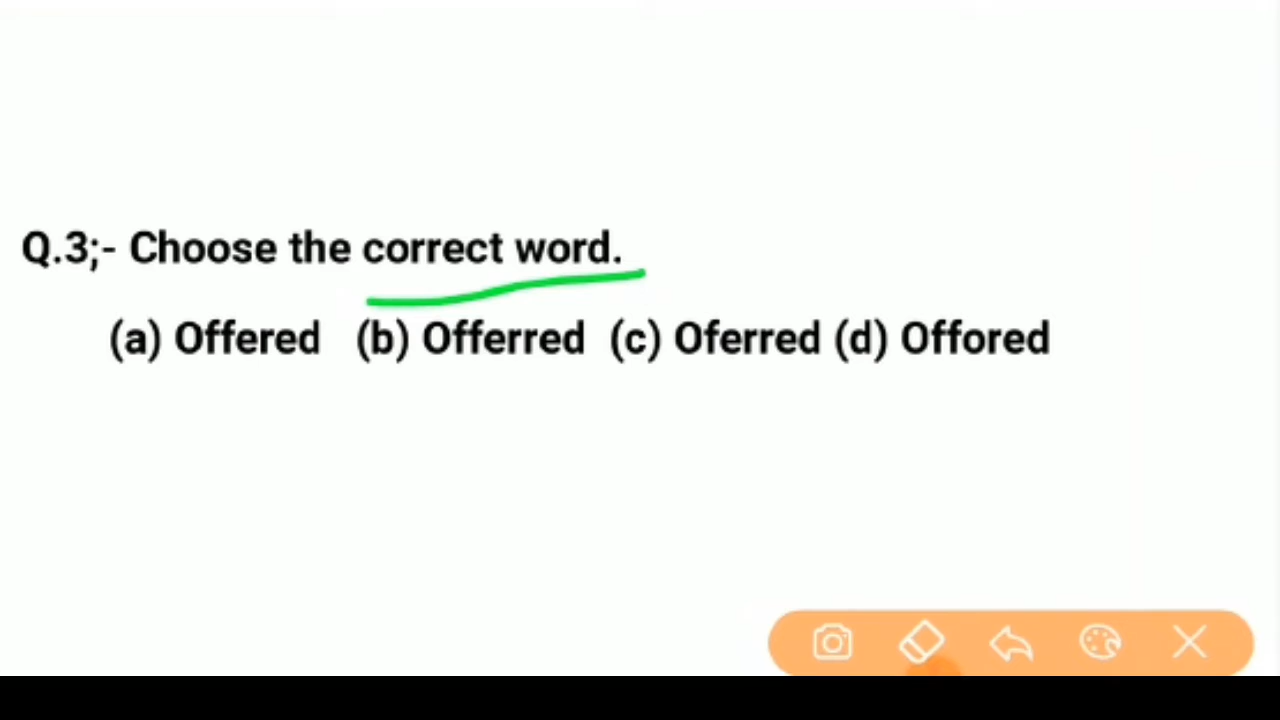 Q.3;- Choose the correct word.
(a) Offered (b) Offerred (c) Oferred (d) Offored